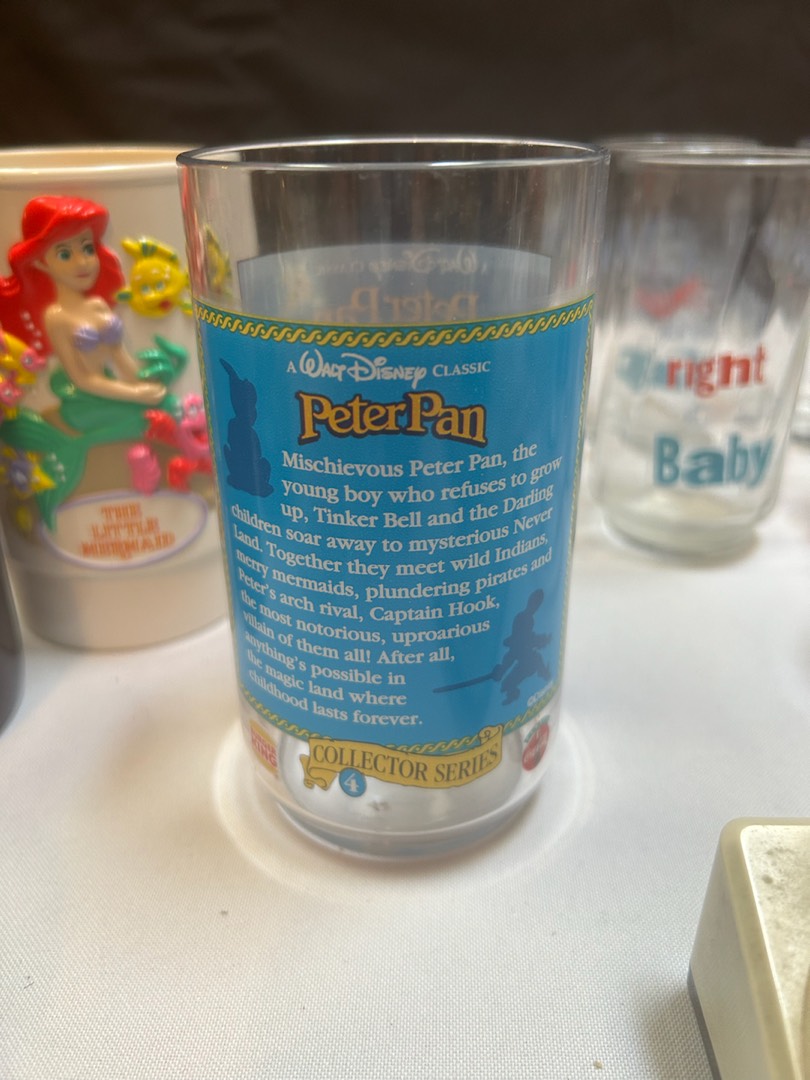 A WALT DISNEY CLASSIC
Peter Pan
Mischievous Peter Pan, the
young boy who refuses to grow
up, Tinker Bell and the Darling
children soar away to mysterious Never
Land. Together they meet wild Indians,
merry mermaids, plundering pirates and
Peter's arch rival, Captain Hook,
the most notorious, uproarious
villain of them all! After all,
anything's possible in
the magic land where
childhood lasts forever.
KING
COLLECTOR SERIES
4
THE
LITTLE
MERMAID
right
Baby